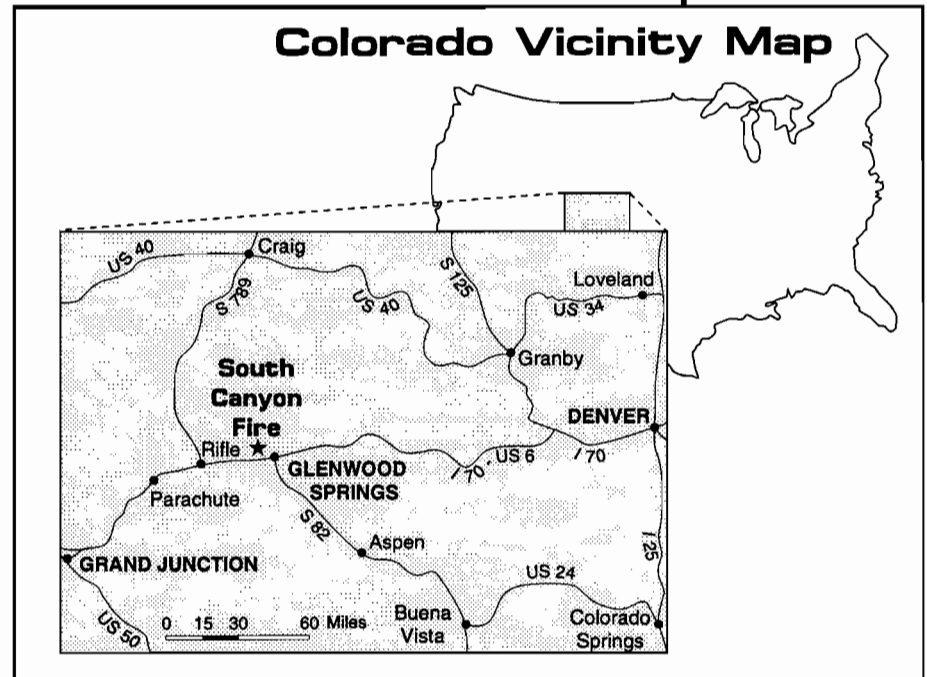 Colorado Vicinity Map
US 40
Craig
S 789
US 40
S 125
Loveland
US 34
Granby
South
Canyon
Fire
DENVER
Rifle
GLENWOOD
SPRINGS
I 70 - US 6
I 70
Parachute
S 82
Aspen
I 25
GRAND JUNCTION
US 24
US 50
0 15 30 60 Miles
Buena
Vista
Colorado
Springs